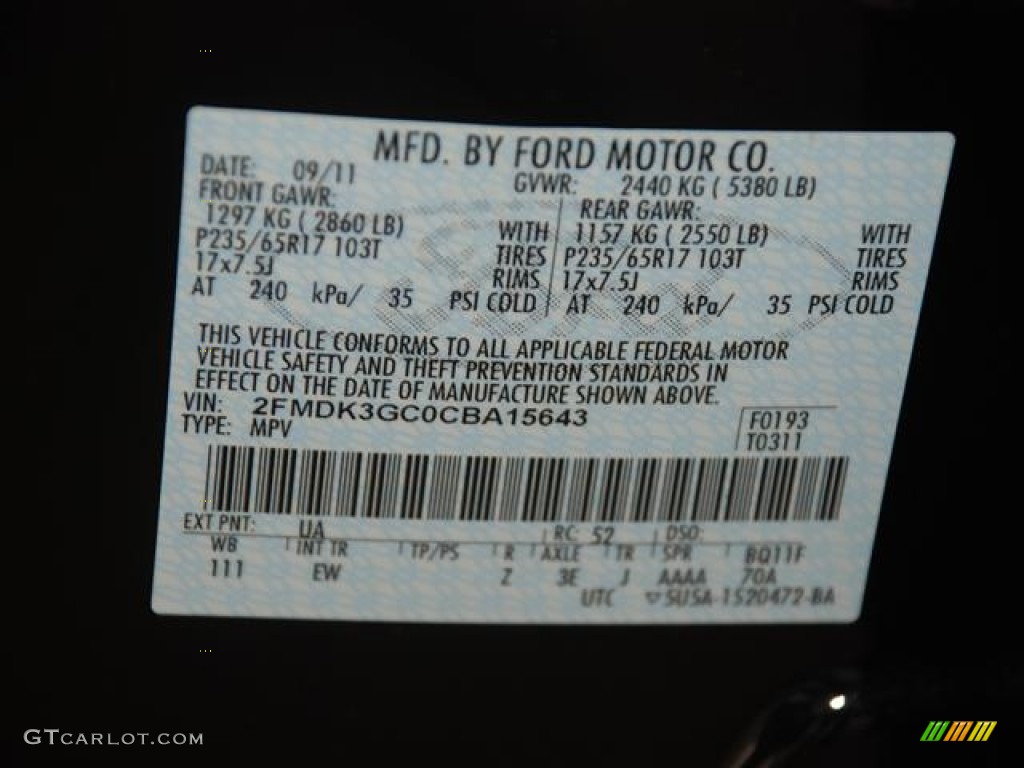 MFD. BY FORD MOTOR CO.
DATE: 09/11 GVWR: 2440 KG ( 5380 LB)
FRONT GAWR: REAR GAWR:
1297 KG ( 2860 LB) WITH 1157 KG ( 2550 LB) WITH
P235/65R17 103T TIRES P235/65R17 103T TIRES
17x7.5J RIMS 17x7.5J RIMS
AT 240 kPa/ 35 PSI COLD AT 240 kPa/ 35 PSI COLD
THIS VEHICLE CONFORMS TO ALL APPLICABLE FEDERAL MOTOR
VEHICLE SAFETY AND THEFT PREVENTION STANDARDS IN
EFFECT ON THE DATE OF MANUFACTURE SHOWN ABOVE.
VIN: 2FMDK3GC0CBA15643 F0193
TYPE: MPV T0311
EXT PNT: UA RC: 52 DSO:
WB INT TR TP/PS R AXLE TR SPR BQ11F
111 EW Z 3E J AAAA 70A
UTC ▽ SUSA-1520472-BA
GTCARLOT.COM